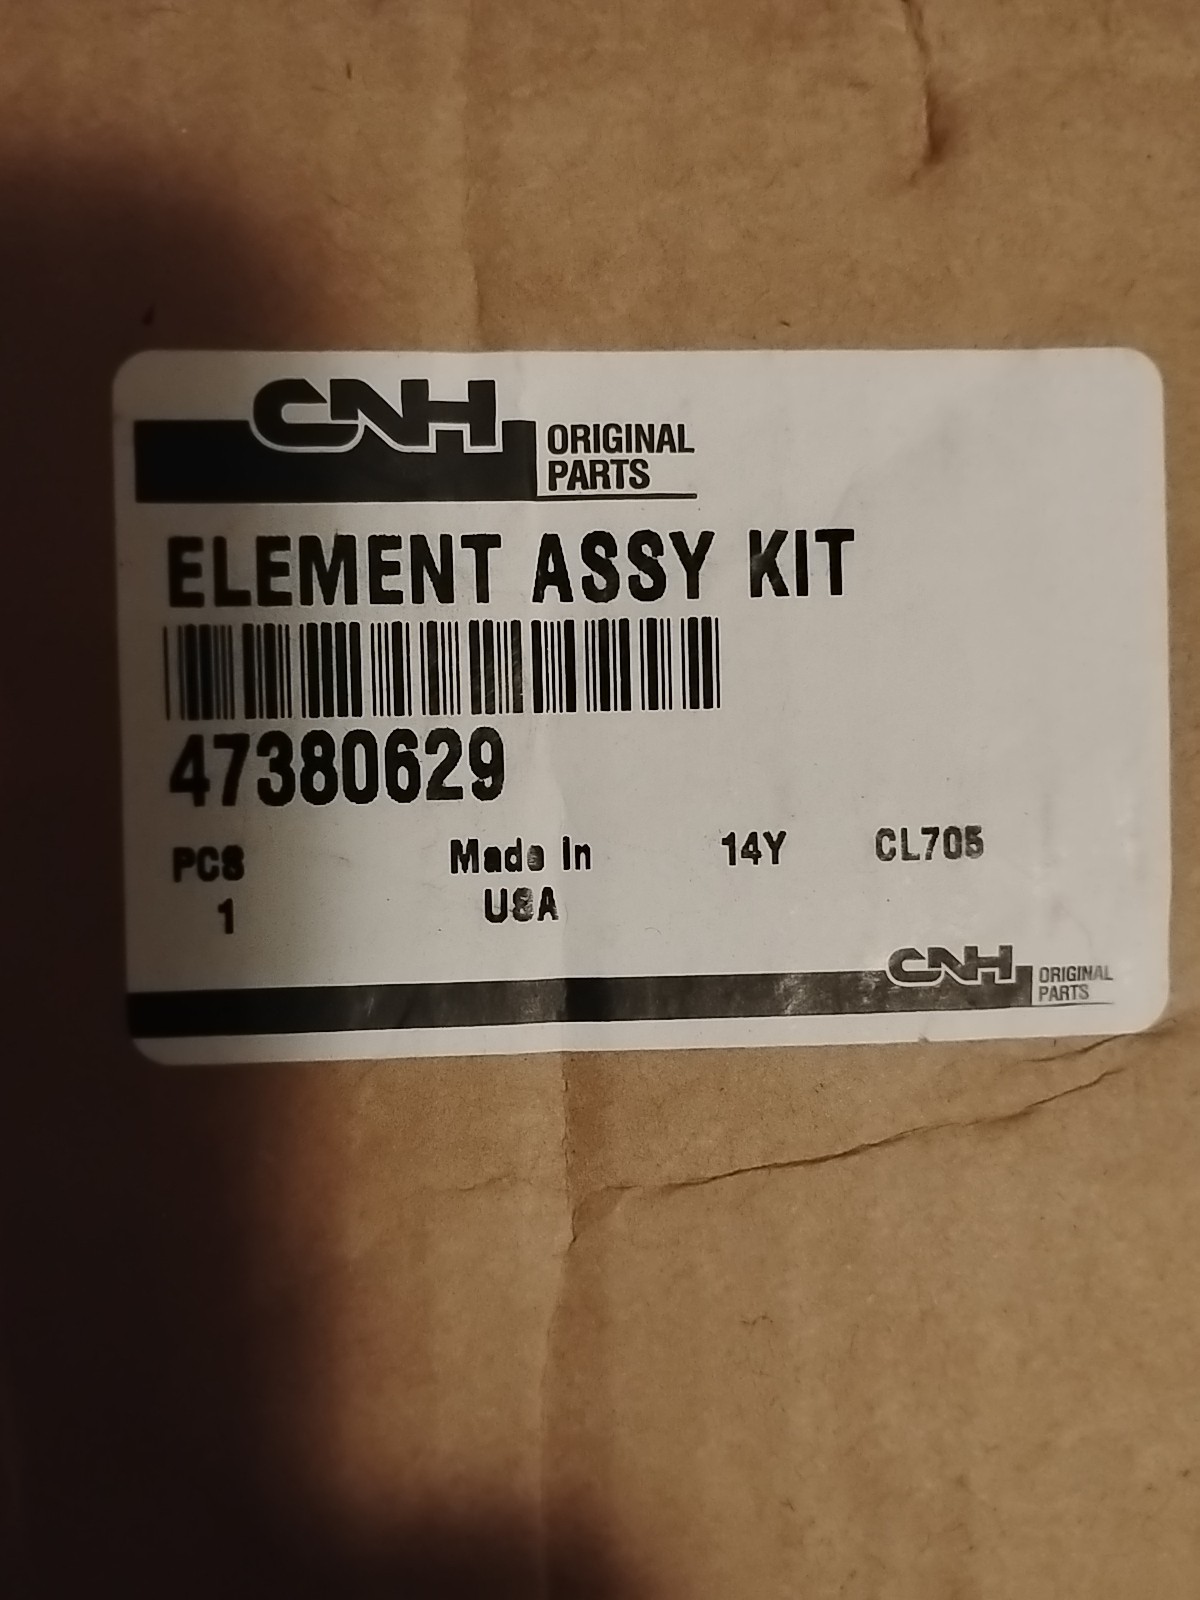 CNH ORIGINAL
PARTS
ELEMENT ASSY KIT
47380629
PCS Made In 14Y CL705
1 USA
CNH ORIGINAL
PARTS